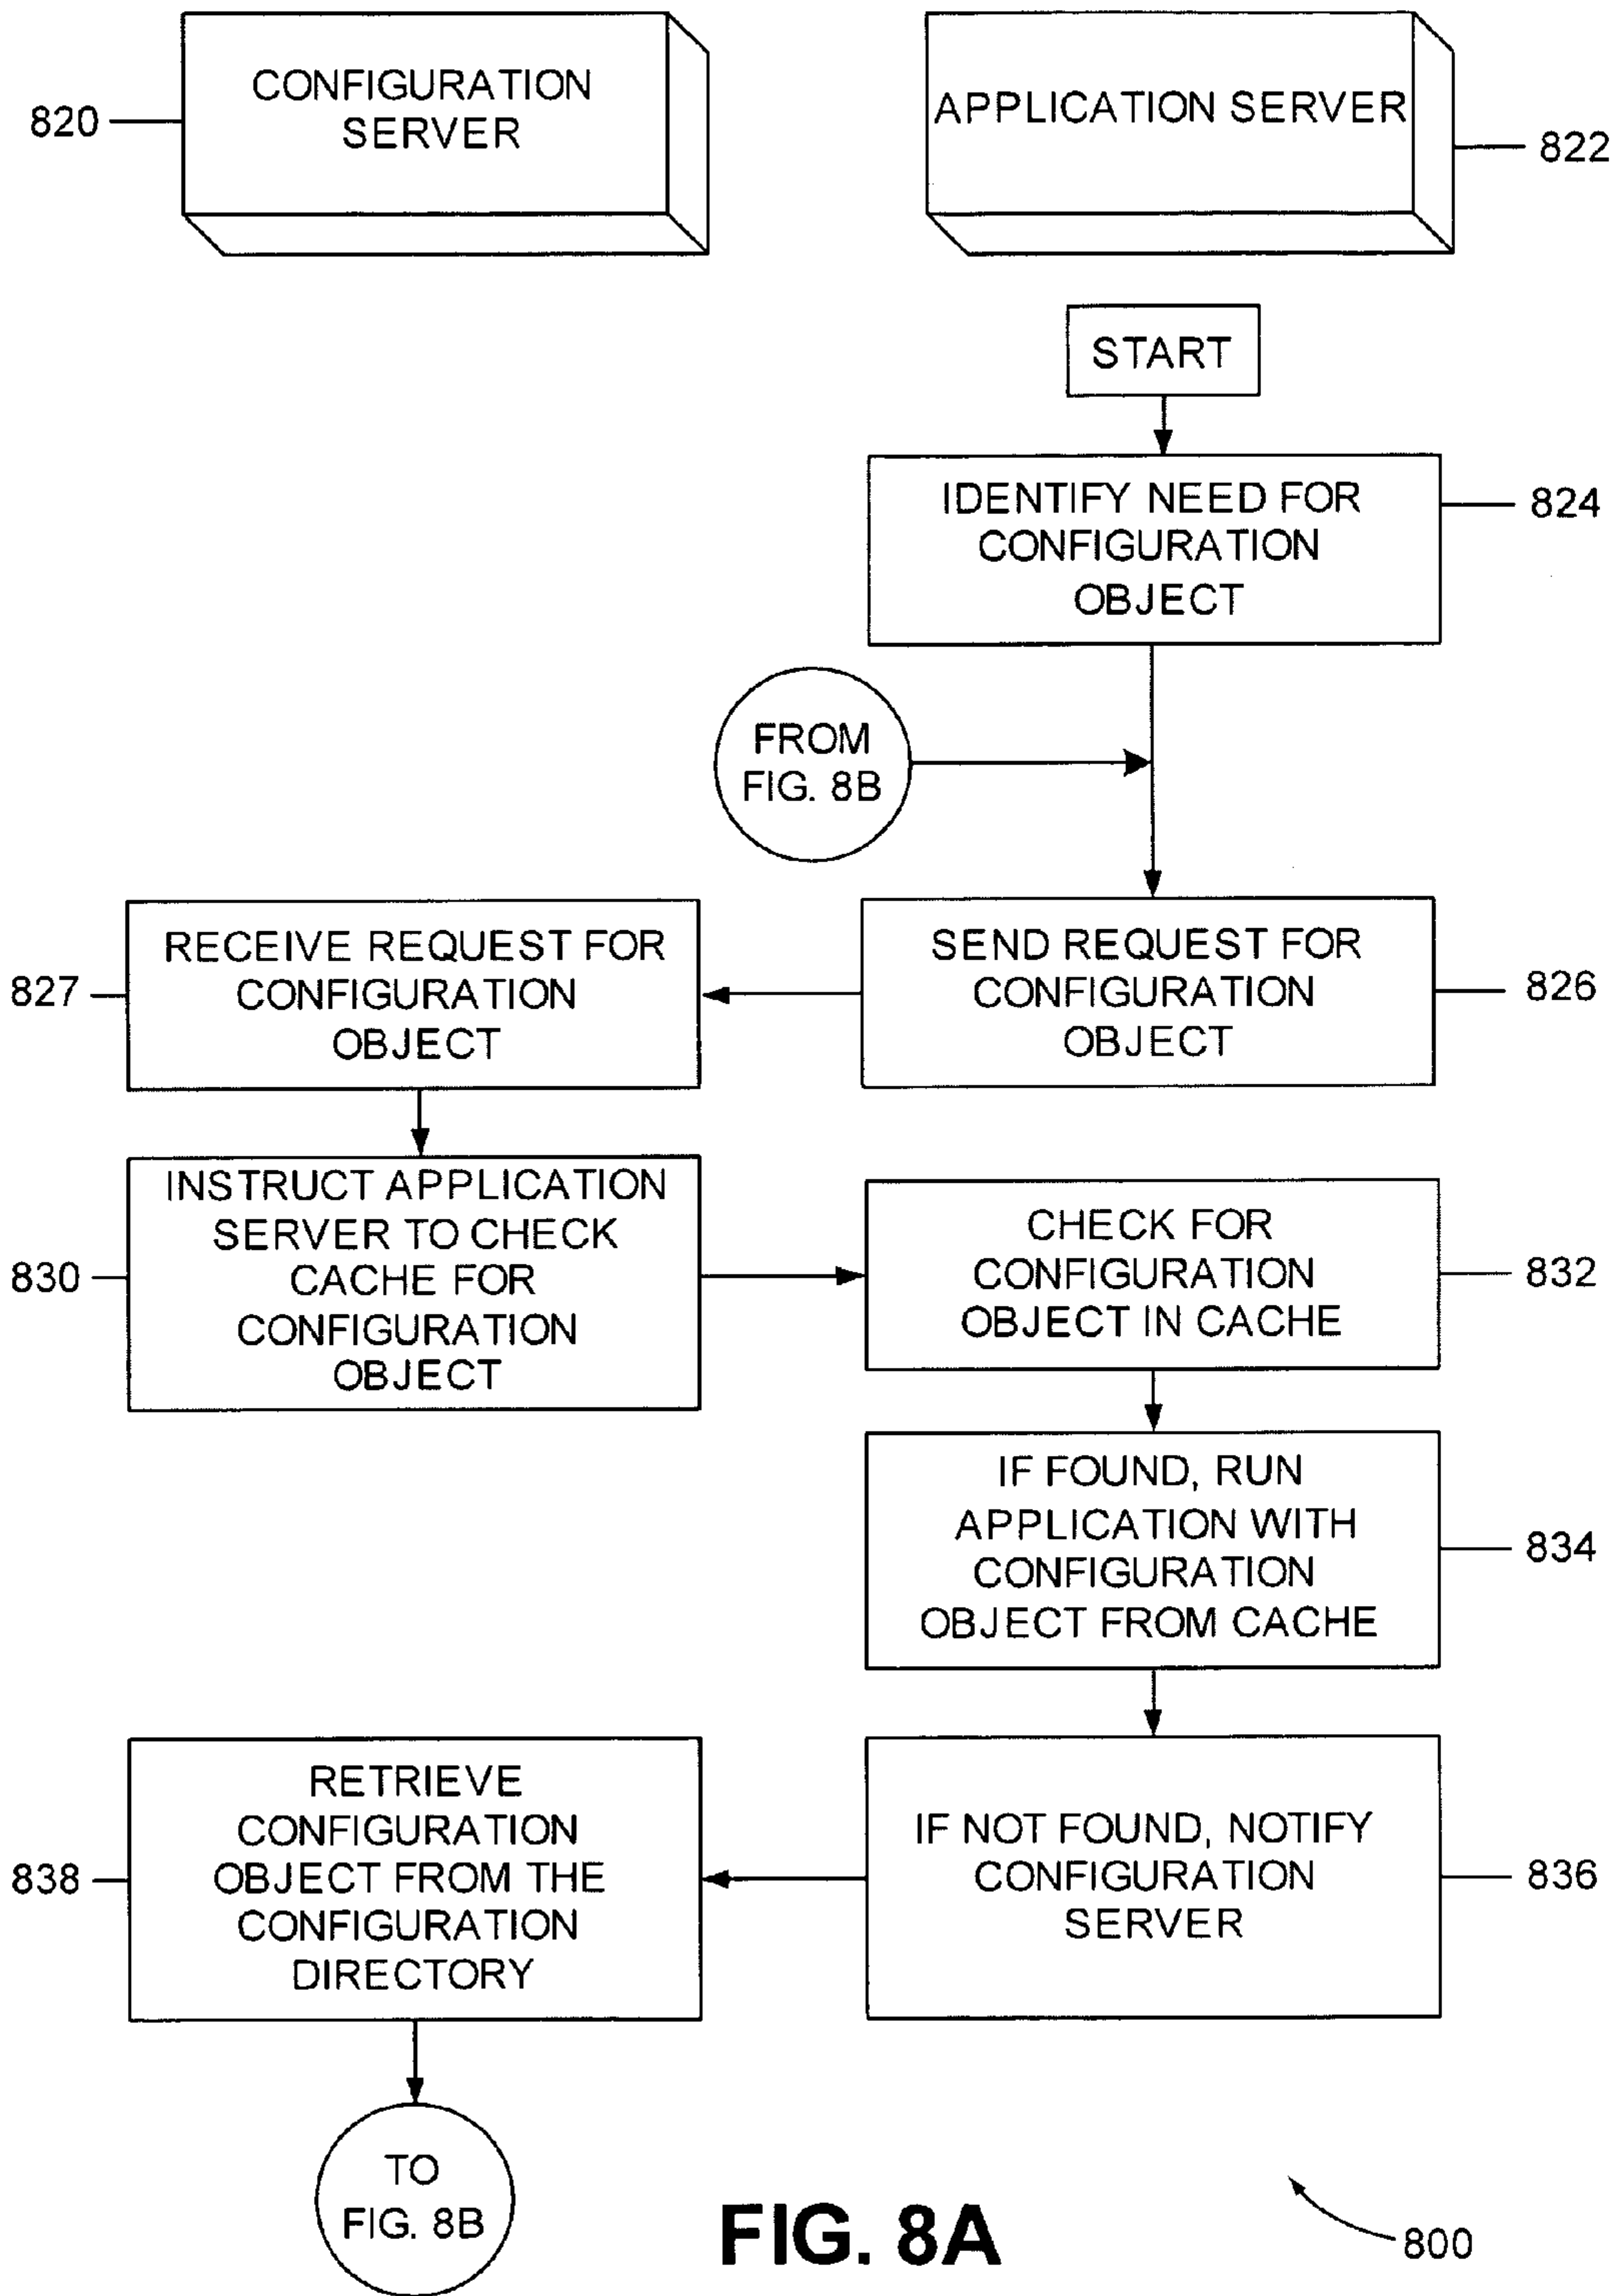 CONFIGURATION
SERVER
820
APPLICATION SERVER
822
START
IDENTIFY NEED FOR
CONFIGURATION
OBJECT
824
FROM
FIG. 8B
RECEIVE REQUEST FOR
CONFIGURATION
OBJECT
827
SEND REQUEST FOR
CONFIGURATION
OBJECT
826
INSTRUCT APPLICATION
SERVER TO CHECK
CACHE FOR
CONFIGURATION
OBJECT
830
CHECK FOR
CONFIGURATION
OBJECT IN CACHE
832
IF FOUND, RUN
APPLICATION WITH
CONFIGURATION
OBJECT FROM CACHE
834
RETRIEVE
CONFIGURATION
OBJECT FROM THE
CONFIGURATION
DIRECTORY
838
IF NOT FOUND, NOTIFY
CONFIGURATION
SERVER
836
TO
FIG. 8B
FIG. 8A
800